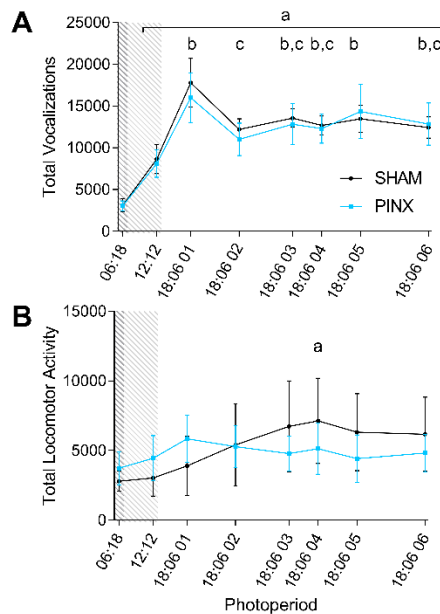 A
a
b c b,c b,c b b,c
Total Vocalizations
25000
20000
15000
10000
5000
0
SHAM
PINX
06:18 12:12 18:06 01 18:06 02 18:06 03 18:06 04 18:06 05 18:06 06
B
a
Total Locomotor Activity
15000
10000
5000
0
06:18 12:12 18:06 01 18:06 02 18:06 03 18:06 04 18:06 05 18:06 06
Photoperiod